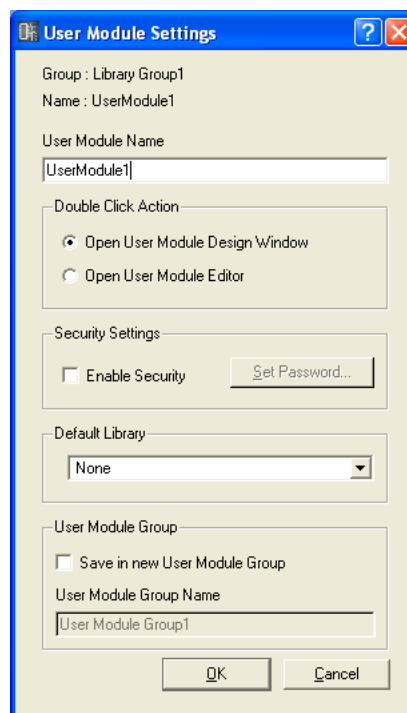 User Module Settings
Group : Library Group1
Name : UserModule1
User Module Name
UserModule1
Double Click Action
Open User Module Design Window
Open User Module Editor
Security Settings
Enable Security
Set Password...
Default Library
None
User Module Group
Save in new User Module Group
User Module Group Name
User Module Group1
OK
Cancel